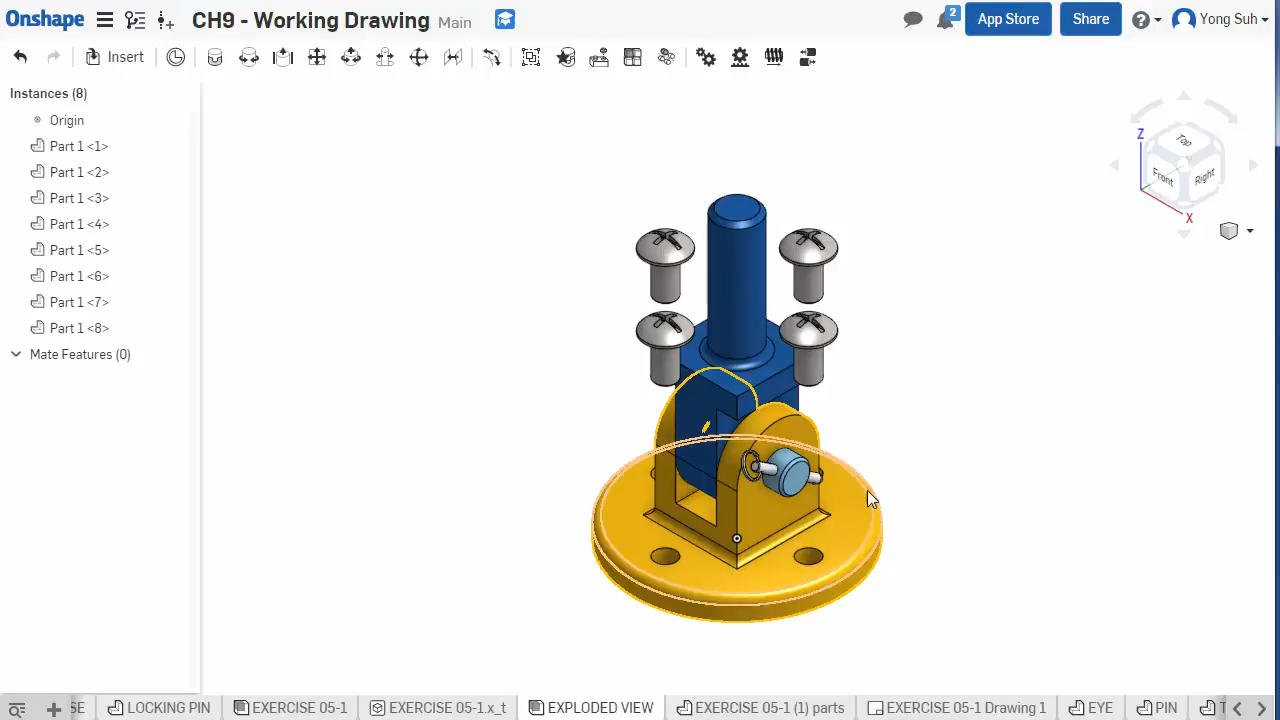 Onshape CH9 - Working Drawing Main 2 App Store Share ? Yong Suh
Insert
Instances (8)
Origin
Part 1 <1>
Part 1 <2>
Part 1 <3>
Part 1 <4>
Part 1 <5>
Part 1 <6>
Part 1 <7>
Part 1 <8>
Mate Features (0)
Z
Top
Front Right
X
SE LOCKING PIN EXERCISE 05-1 EXERCISE 05-1.x_t EXPLODED VIEW EXERCISE 05-1 (1) parts EXERCISE 05-1 Drawing 1 EYE PIN T